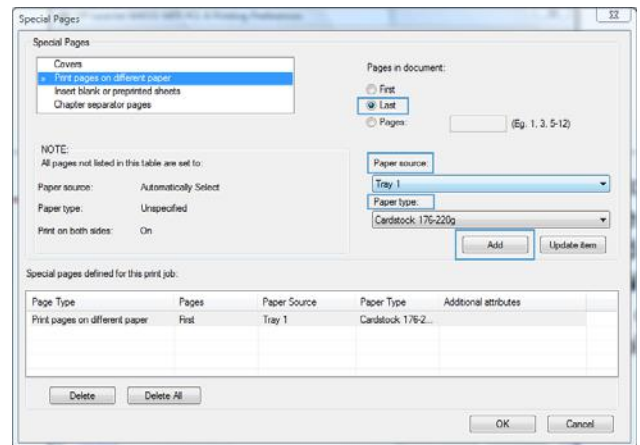 Special Pages
Special Pages
Covers
Print pages on different paper
Insert blank or preprinted sheets
Chapter separator pages
Pages in document:
First
Last
Pages: (Eg. 1, 3, 5-12)
NOTE:
All pages not listed in this table are set to:
Paper source: Automatically Select
Paper type: Unspecified
Print on both sides: On
Paper source:
Tray 1
Paper type:
Cardstock 176-220g
Add Update item
Special pages defined for this print job:
Page Type Pages Paper Source Paper Type Additional attributes
Print pages on different paper First Tray 1 Cardstock 176-2...
Delete Delete All
OK Cancel